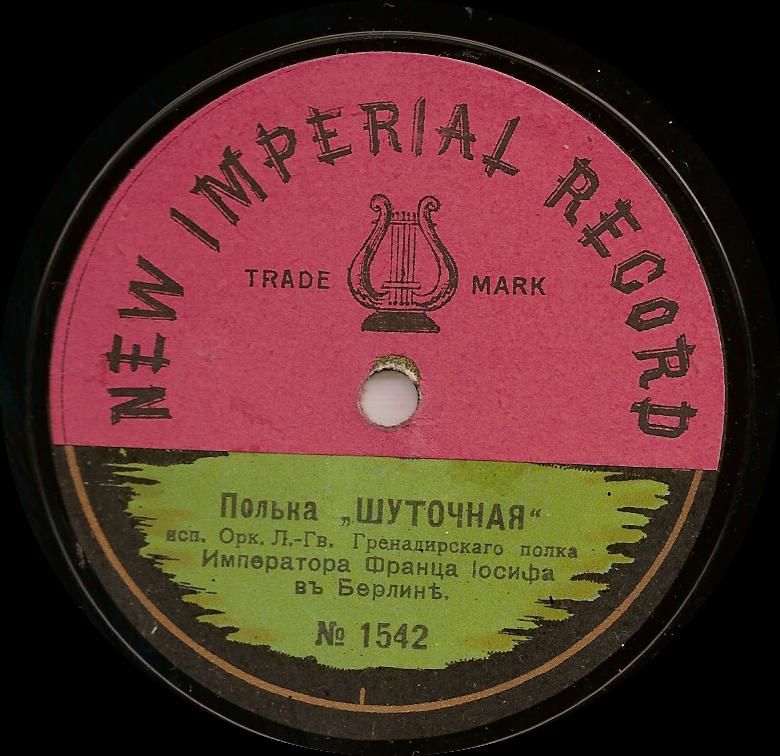 NEW IMPERIAL RECORD
TRADE MARK
Полька „ШУТОЧНАЯ“
исп. Орк. Л.-Гв. Гренадирскаго полка
Императора Франца Іосифа
въ Берлинѣ.
№ 1542